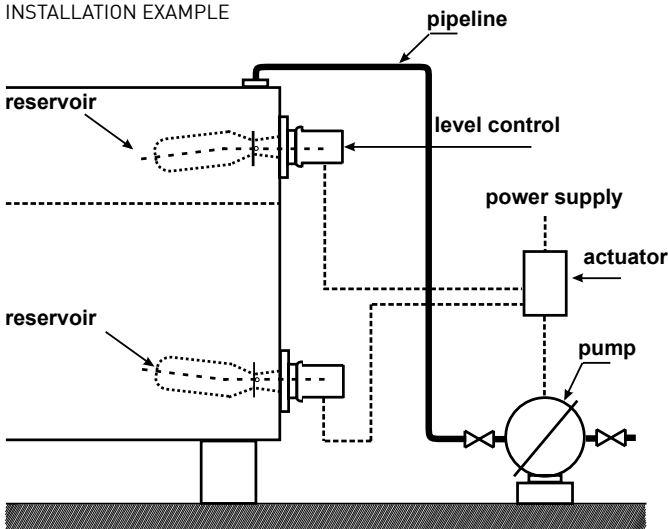 INSTALLATION EXAMPLE
pipeline
reservoir
level control
power supply
actuator
reservoir
pump